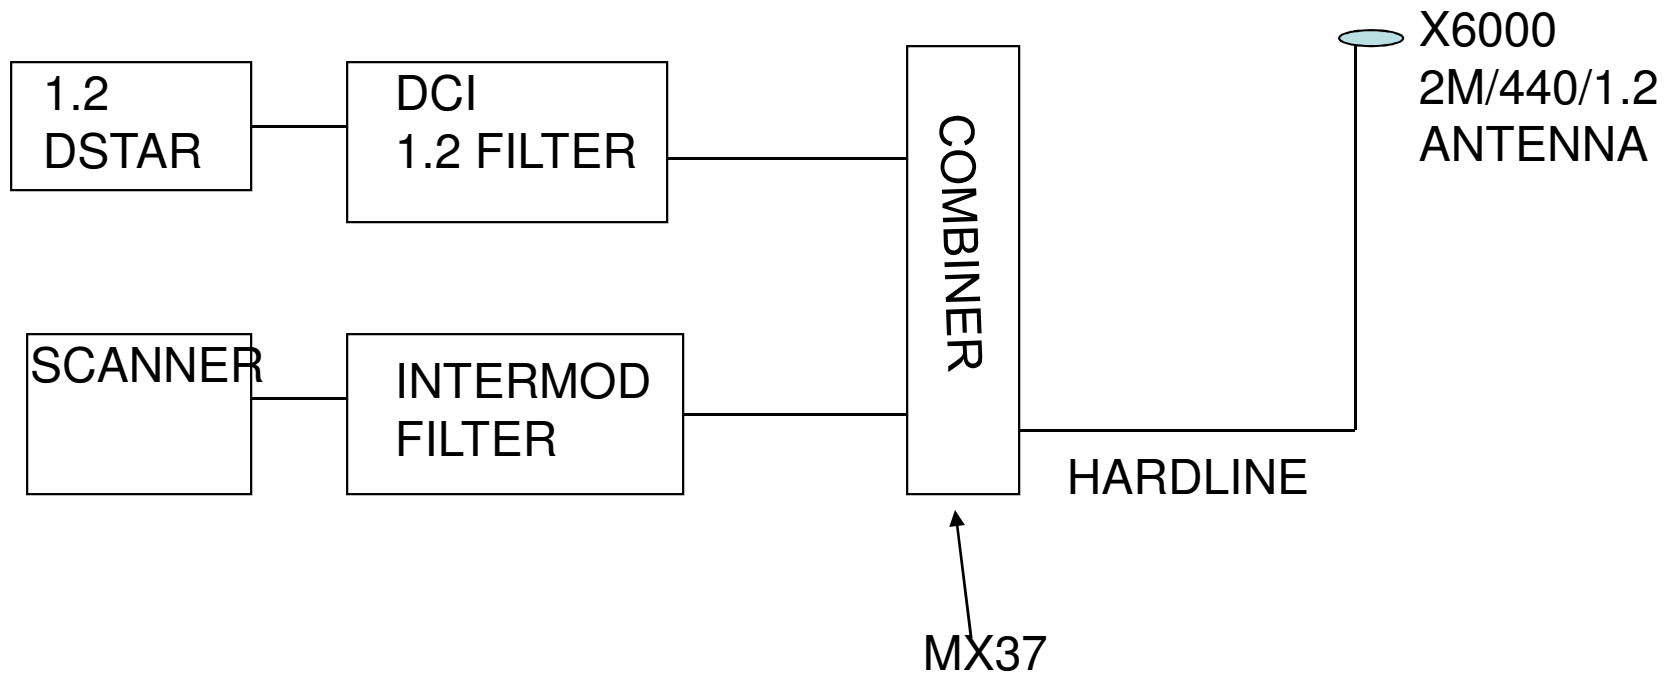 1.2
DSTAR
DCI
1.2 FILTER
COMBINER
X6000
2M/440/1.2
ANTENNA
SCANNER
INTERMOD
FILTER
HARDLINE
MX37